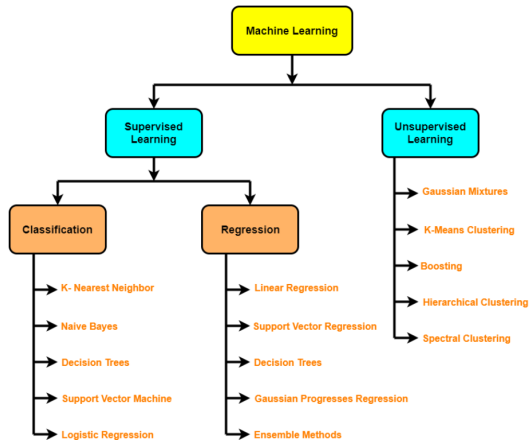 Machine Learning
Supervised
Learning
Unsupervised
Learning
Classification
Regression
Gaussian Mixtures
K-Means Clustering
Boosting
Hierarchical Clustering
Spectral Clustering
K- Nearest Neighbor
Naive Bayes
Decision Trees
Support Vector Machine
Logistic Regression
Linear Regression
Support Vector Regression
Decision Trees
Gaussian Progresses Regression
Ensemble Methods